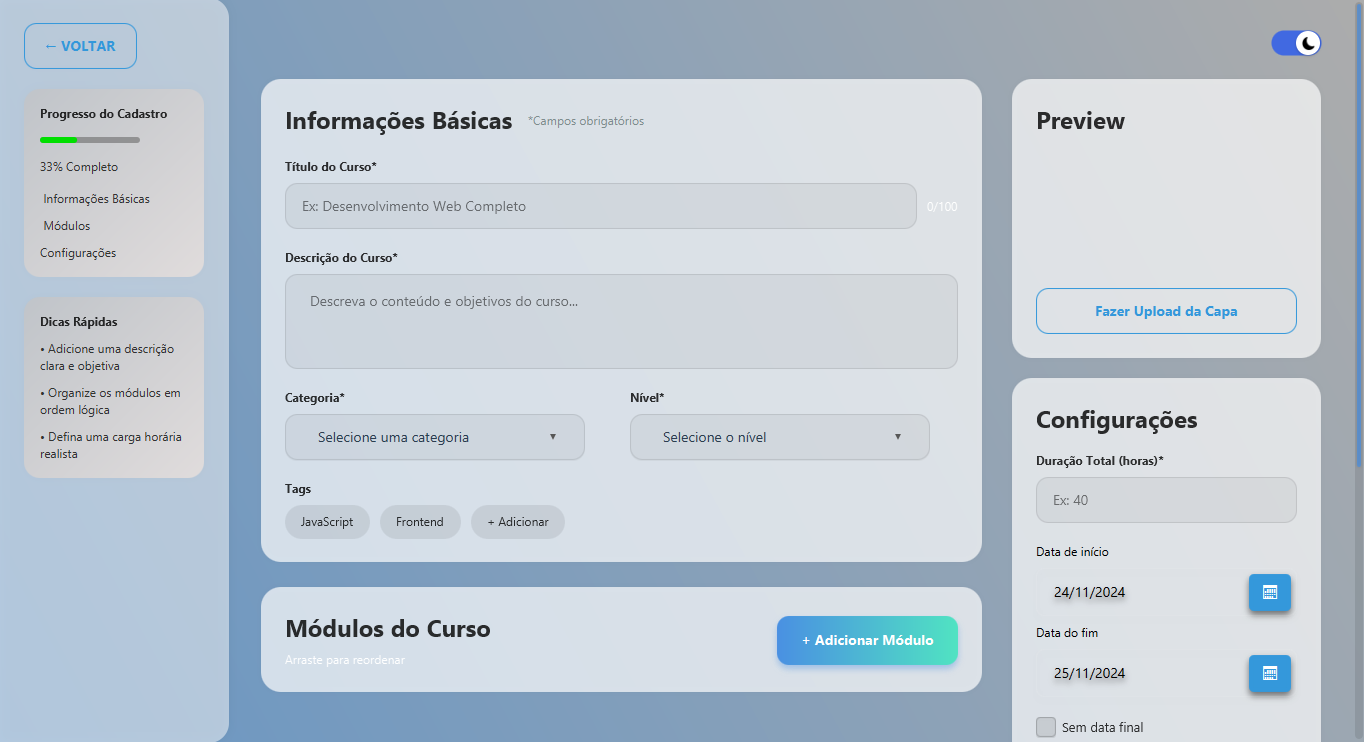 ← VOLTAR
Progresso do Cadastro
33% Completo
Informações Básicas
Módulos
Configurações
Dicas Rápidas
• Adicione uma descrição
clara e objetiva
• Organize os módulos em
ordem lógica
• Defina uma carga horária
realista
Informações Básicas *Campos obrigatórios
Título do Curso*
Ex: Desenvolvimento Web Completo 0/100
Descrição do Curso*
Descreva o conteúdo e objetivos do curso...
Categoria* Nível*
Selecione uma categoria ▼ Selecione o nível ▼
Tags
JavaScript Frontend + Adicionar
Módulos do Curso
Arraste para reordenar
+ Adicionar Módulo
Preview
Fazer Upload da Capa
Configurações
Duração Total (horas)*
Ex: 40
Data de início
24/11/2024
Data do fim
25/11/2024
Sem data final